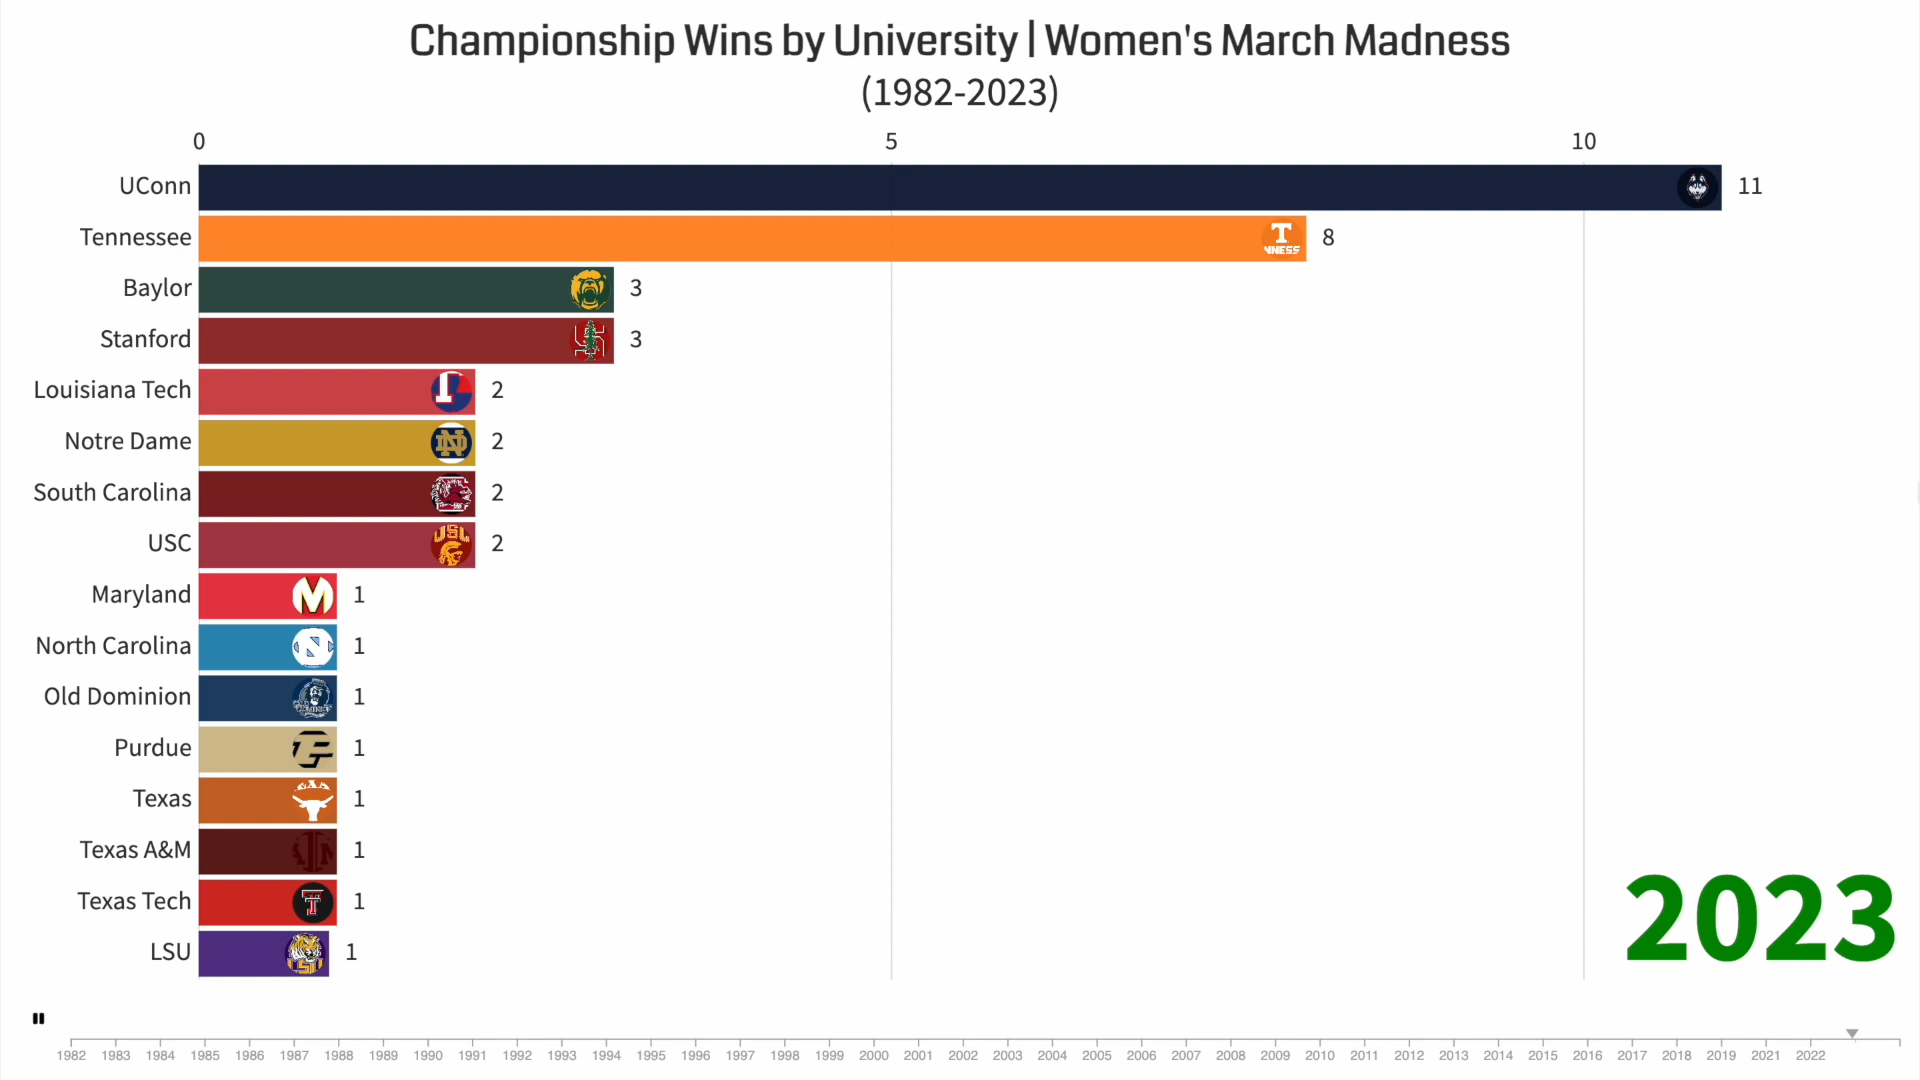 Championship Wins by University | Women's March Madness
(1982-2023)
0 5 10
UConn 11
Tennessee 8
Baylor 3
Stanford 3
Louisiana Tech 2
Notre Dame 2
South Carolina 2
USC 2
Maryland 1
North Carolina 1
Old Dominion 1
Purdue 1
Texas 1
Texas A&M 1
Texas Tech 1
LSU 1
2023
1982 1983 1984 1985 1986 1987 1988 1989 1990 1991 1992 1993 1994 1995 1996 1997 1998 1999 2000 2001 2002 2003 2004 2005 2006 2007 2008 2009 2010 2011 2012 2013 2014 2015 2016 2017 2018 2019 2021 2022